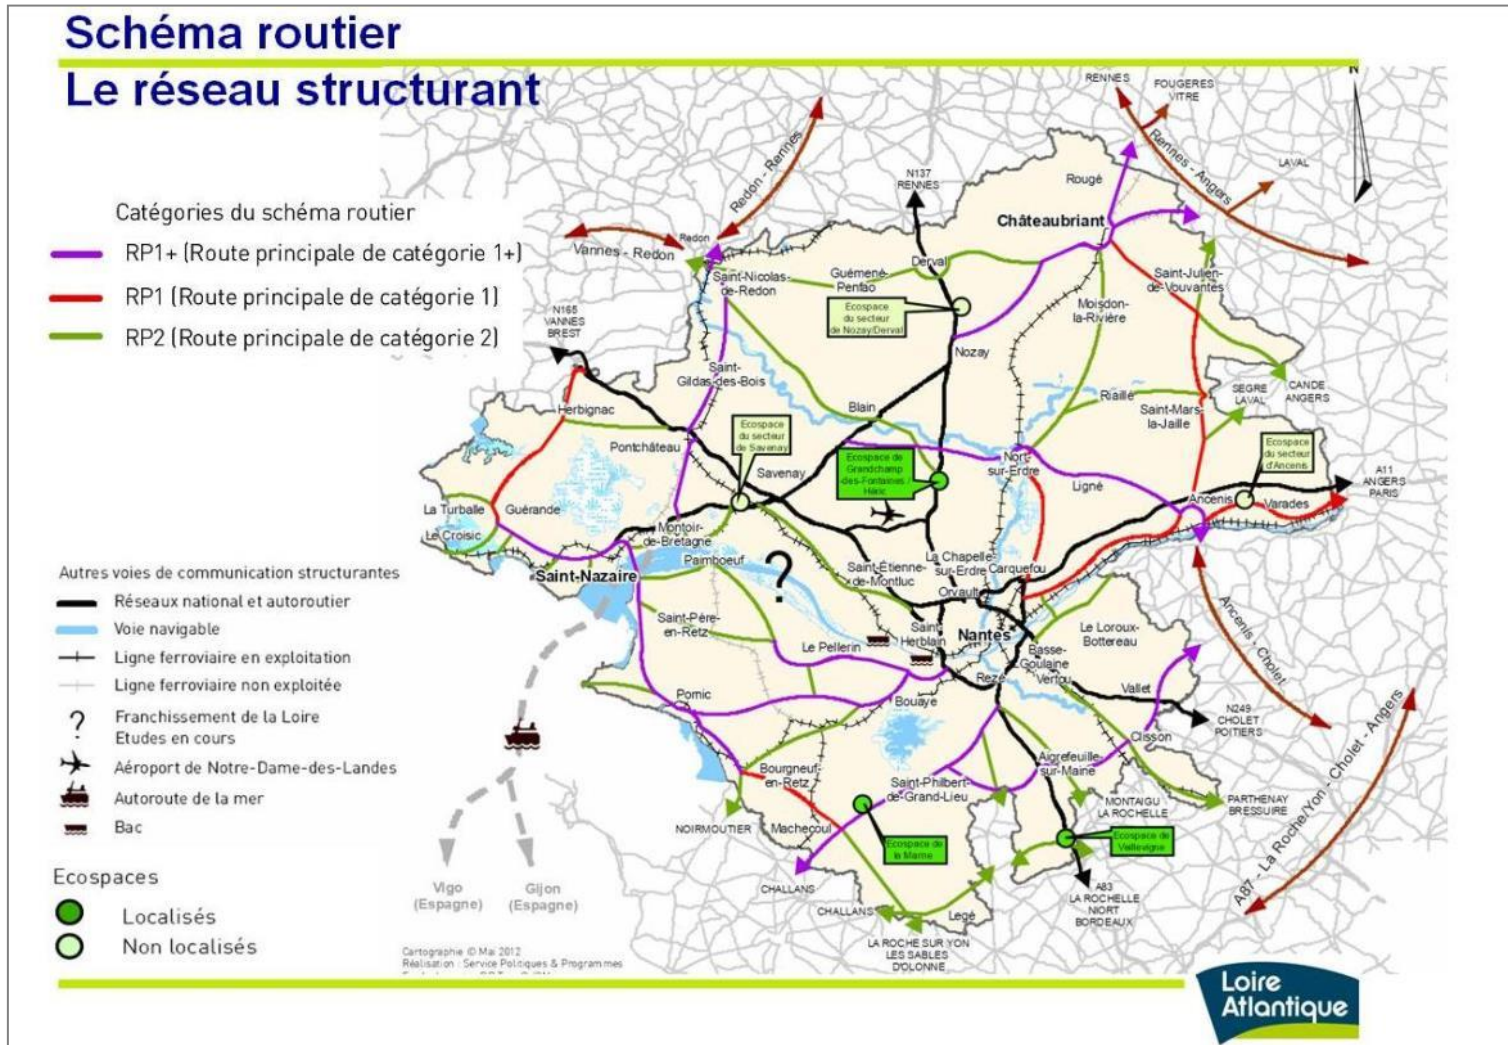 Schéma routier
Le réseau structurant
Catégories du schéma routier
RP1+ (Route principale de catégorie 1+)
RP1 (Route principale de catégorie 1)
RP2 (Route principale de catégorie 2)
Autres voies de communication structurantes
Réseaux national et autoroutier
Voie navigable
Ligne ferroviaire en exploitation
Ligne ferroviaire non exploitée
?
Franchissement de la Loire
Etudes en cours
Aéroport de Notre-Dame-des-Landes
Autoroute de la mer
Bac
Ecospaces
Localisés
Non localisés
N
RENNES
FOUGERES
VITRE
Rennes - Angers
LAVAL
Redon - Rennes
Vannes - Redon
Redon
N137
RENNES
Rougé
Châteaubriant
Derval
Saint-Nicolas-
de-Redon
Guémené-
Penfao
Saint-Julien-
de-Vouvantes
Moisdon-
la-Rivière
Ecospace
du secteur
de Nozay/Derval
N165
VANNES
BREST
Nozay
Saint-
Gildas-des-Bois
Herbignac
Blain
Riaillé
Saint-Mars-
la-Jaille
SEGRE
LAVAL
CANDE
ANGERS
Pontchâteau
Ecospace
du secteur
de Savenay
Savenay
Ecospace de
Grandchamp
-des-Fontaines /
Héric
Nort-
sur-Erdre
Ligné
Ecospace
du secteur
d'Ancenis
A11
ANGERS
PARIS
Ancenis
Varades
La Turballe
Guérande
Le Croisic
Montoir-
de-Bretagne
Saint-Nazaire
Paimboeuf
?
Saint-Étienne-
de-Montluc
La Chapelle-
sur-Erdre
Carquefou
Orvault
Saint-
Herblain
Nantes
Le Loroux-
Bottereau
Basse-
Goulaine
Vertou
Saint-Père-
en-Retz
Le Pellerin
Rezé
Vallet
Ancenis - Cholet
N249
CHOLET
POITIERS
Pornic
Bouaye
Clisson
Aigrefeuille-
sur-Maine
Bourgneuf-
en-Retz
Saint-Philbert-
de-Grand-Lieu
MONTAIGU
LA ROCHELLE
PARTHENAY
BRESSUIRE
A87 - La Roche/Yon - Cholet - Angers
NOIRMOUTIER
Machecoul
Ecospace de
la Marne
Ecospace de
Vieillevigne
CHALLANS
CHALLANS
Legé
A83
LA ROCHELLE
NIORT
BORDEAUX
LA ROCHE SUR YON
LES SABLES
D'OLONNE
Vigo
(Espagne)
Gijon
(Espagne)
Cartographie © Mai 2012
Réalisation : Service Politiques & Programmes
Loire
Atlantique